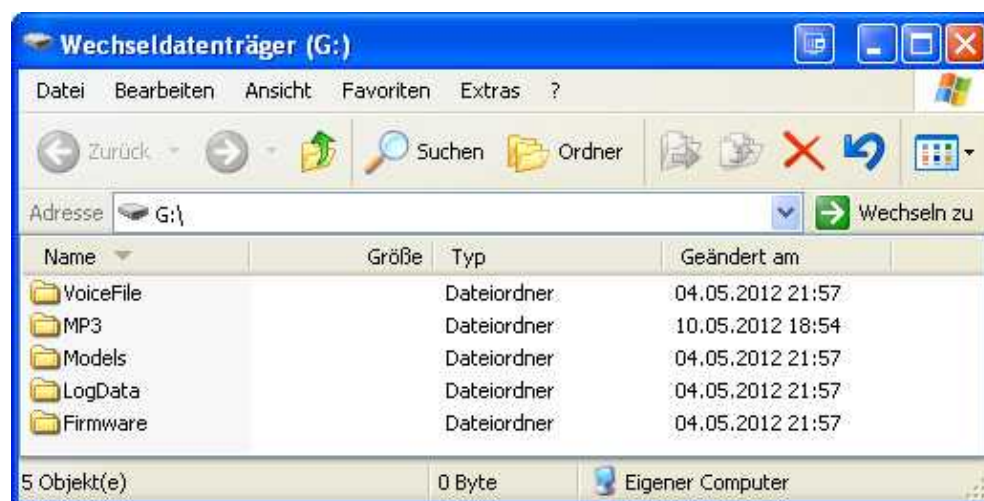 Wechseldatenträger (G:)
Datei Bearbeiten Ansicht Favoriten Extras ?
Zurück Suchen Ordner
Adresse G:\ Wechseln zu
Name Größe Typ Geändert am
VoiceFile Dateiordner 04.05.2012 21:57
MP3 Dateiordner 10.05.2012 18:54
Models Dateiordner 04.05.2012 21:57
LogData Dateiordner 04.05.2012 21:57
Firmware Dateiordner 04.05.2012 21:57
5 Objekt(e) 0 Byte Eigener Computer